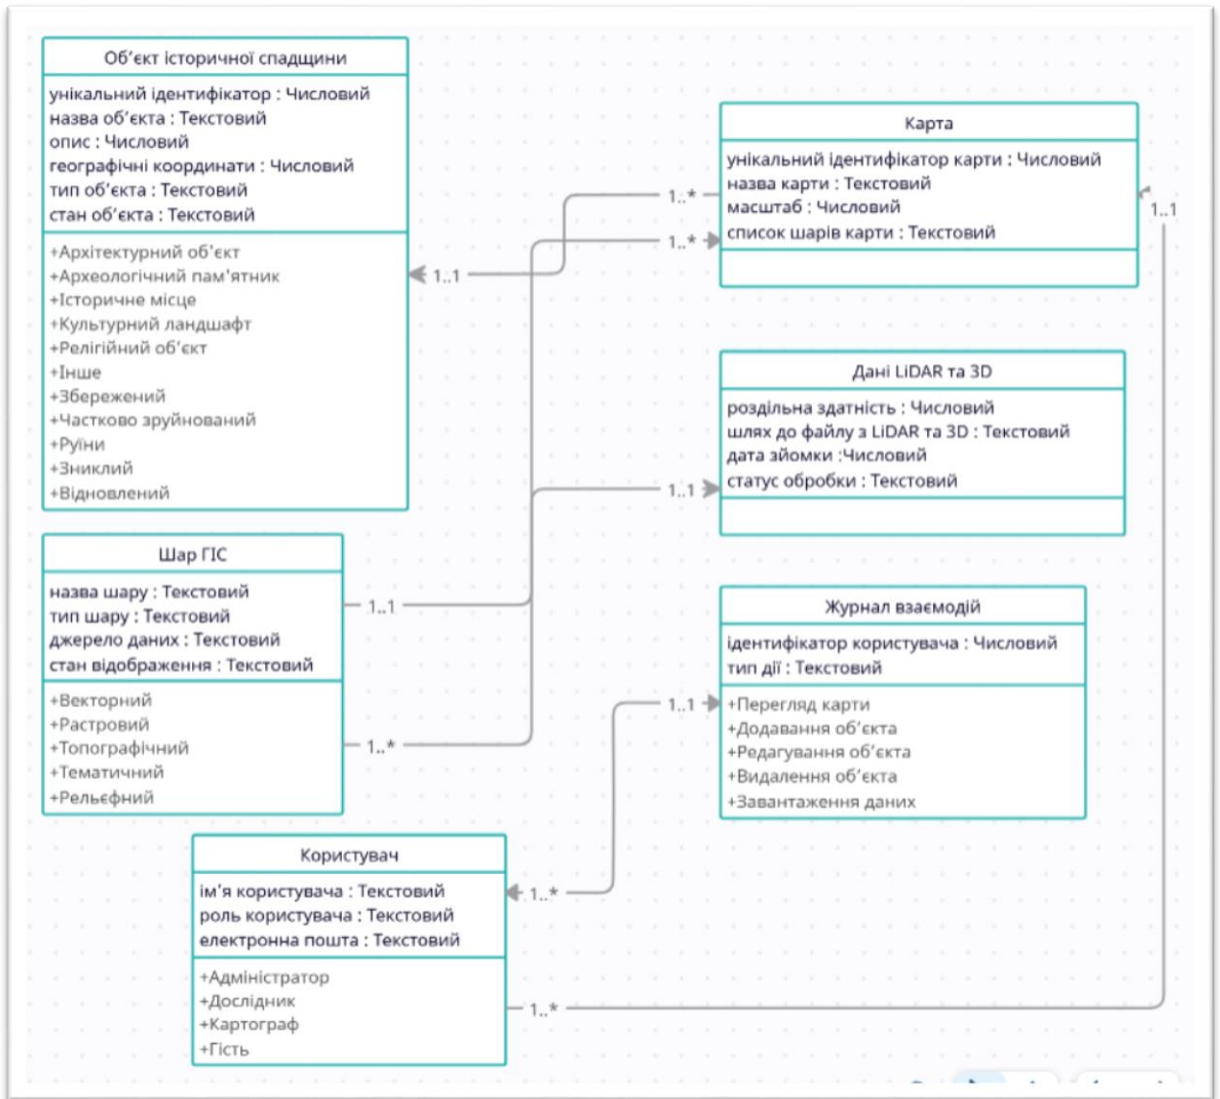 Об’єкт історичної спадщини
унікальний ідентифікатор : Числовий
назва об’єкта : Текстовий
опис : Числовий
географічні координати : Числовий
тип об’єкта : Текстовий
стан об’єкта : Текстовий
+Архітектурний об’єкт
+Археологічний пам’ятник
+Історичне місце
+Культурний ландшафт
+Релігійний об’єкт
+Інше
+Збережений
+Частково зруйнований
+Руїни
+Зниклий
+Відновлений
1..1
Карта
унікальний ідентифікатор карти : Числовий
назва карти : Текстовий
масштаб : Числовий
список шарів карти : Текстовий
1..*
1..*
1..1
Дані LiDAR та 3D
роздільна здатність : Числовий
шлях до файлу з LiDAR та 3D : Текстовий
дата зйомки :Числовий
статус обробки : Текстовий
1..1
Шар ГІС
назва шару : Текстовий
тип шару : Текстовий
джерело даних : Текстовий
стан відображення : Текстовий
+Векторний
+Растровий
+Топографічний
+Тематичний
+Рельєфний
1..1
1..*
Журнал взаємодій
ідентифікатор користувача : Числовий
тип дії : Текстовий
+Перегляд карти
+Додавання об’єкта
+Редагування об’єкта
+Видалення об’єкта
+Завантаження даних
1..1
Користувач
ім’я користувача : Текстовий
роль користувача : Текстовий
електронна пошта : Текстовий
+Адміністратор
+Дослідник
+Картограф
+Гість
1..*
1..*